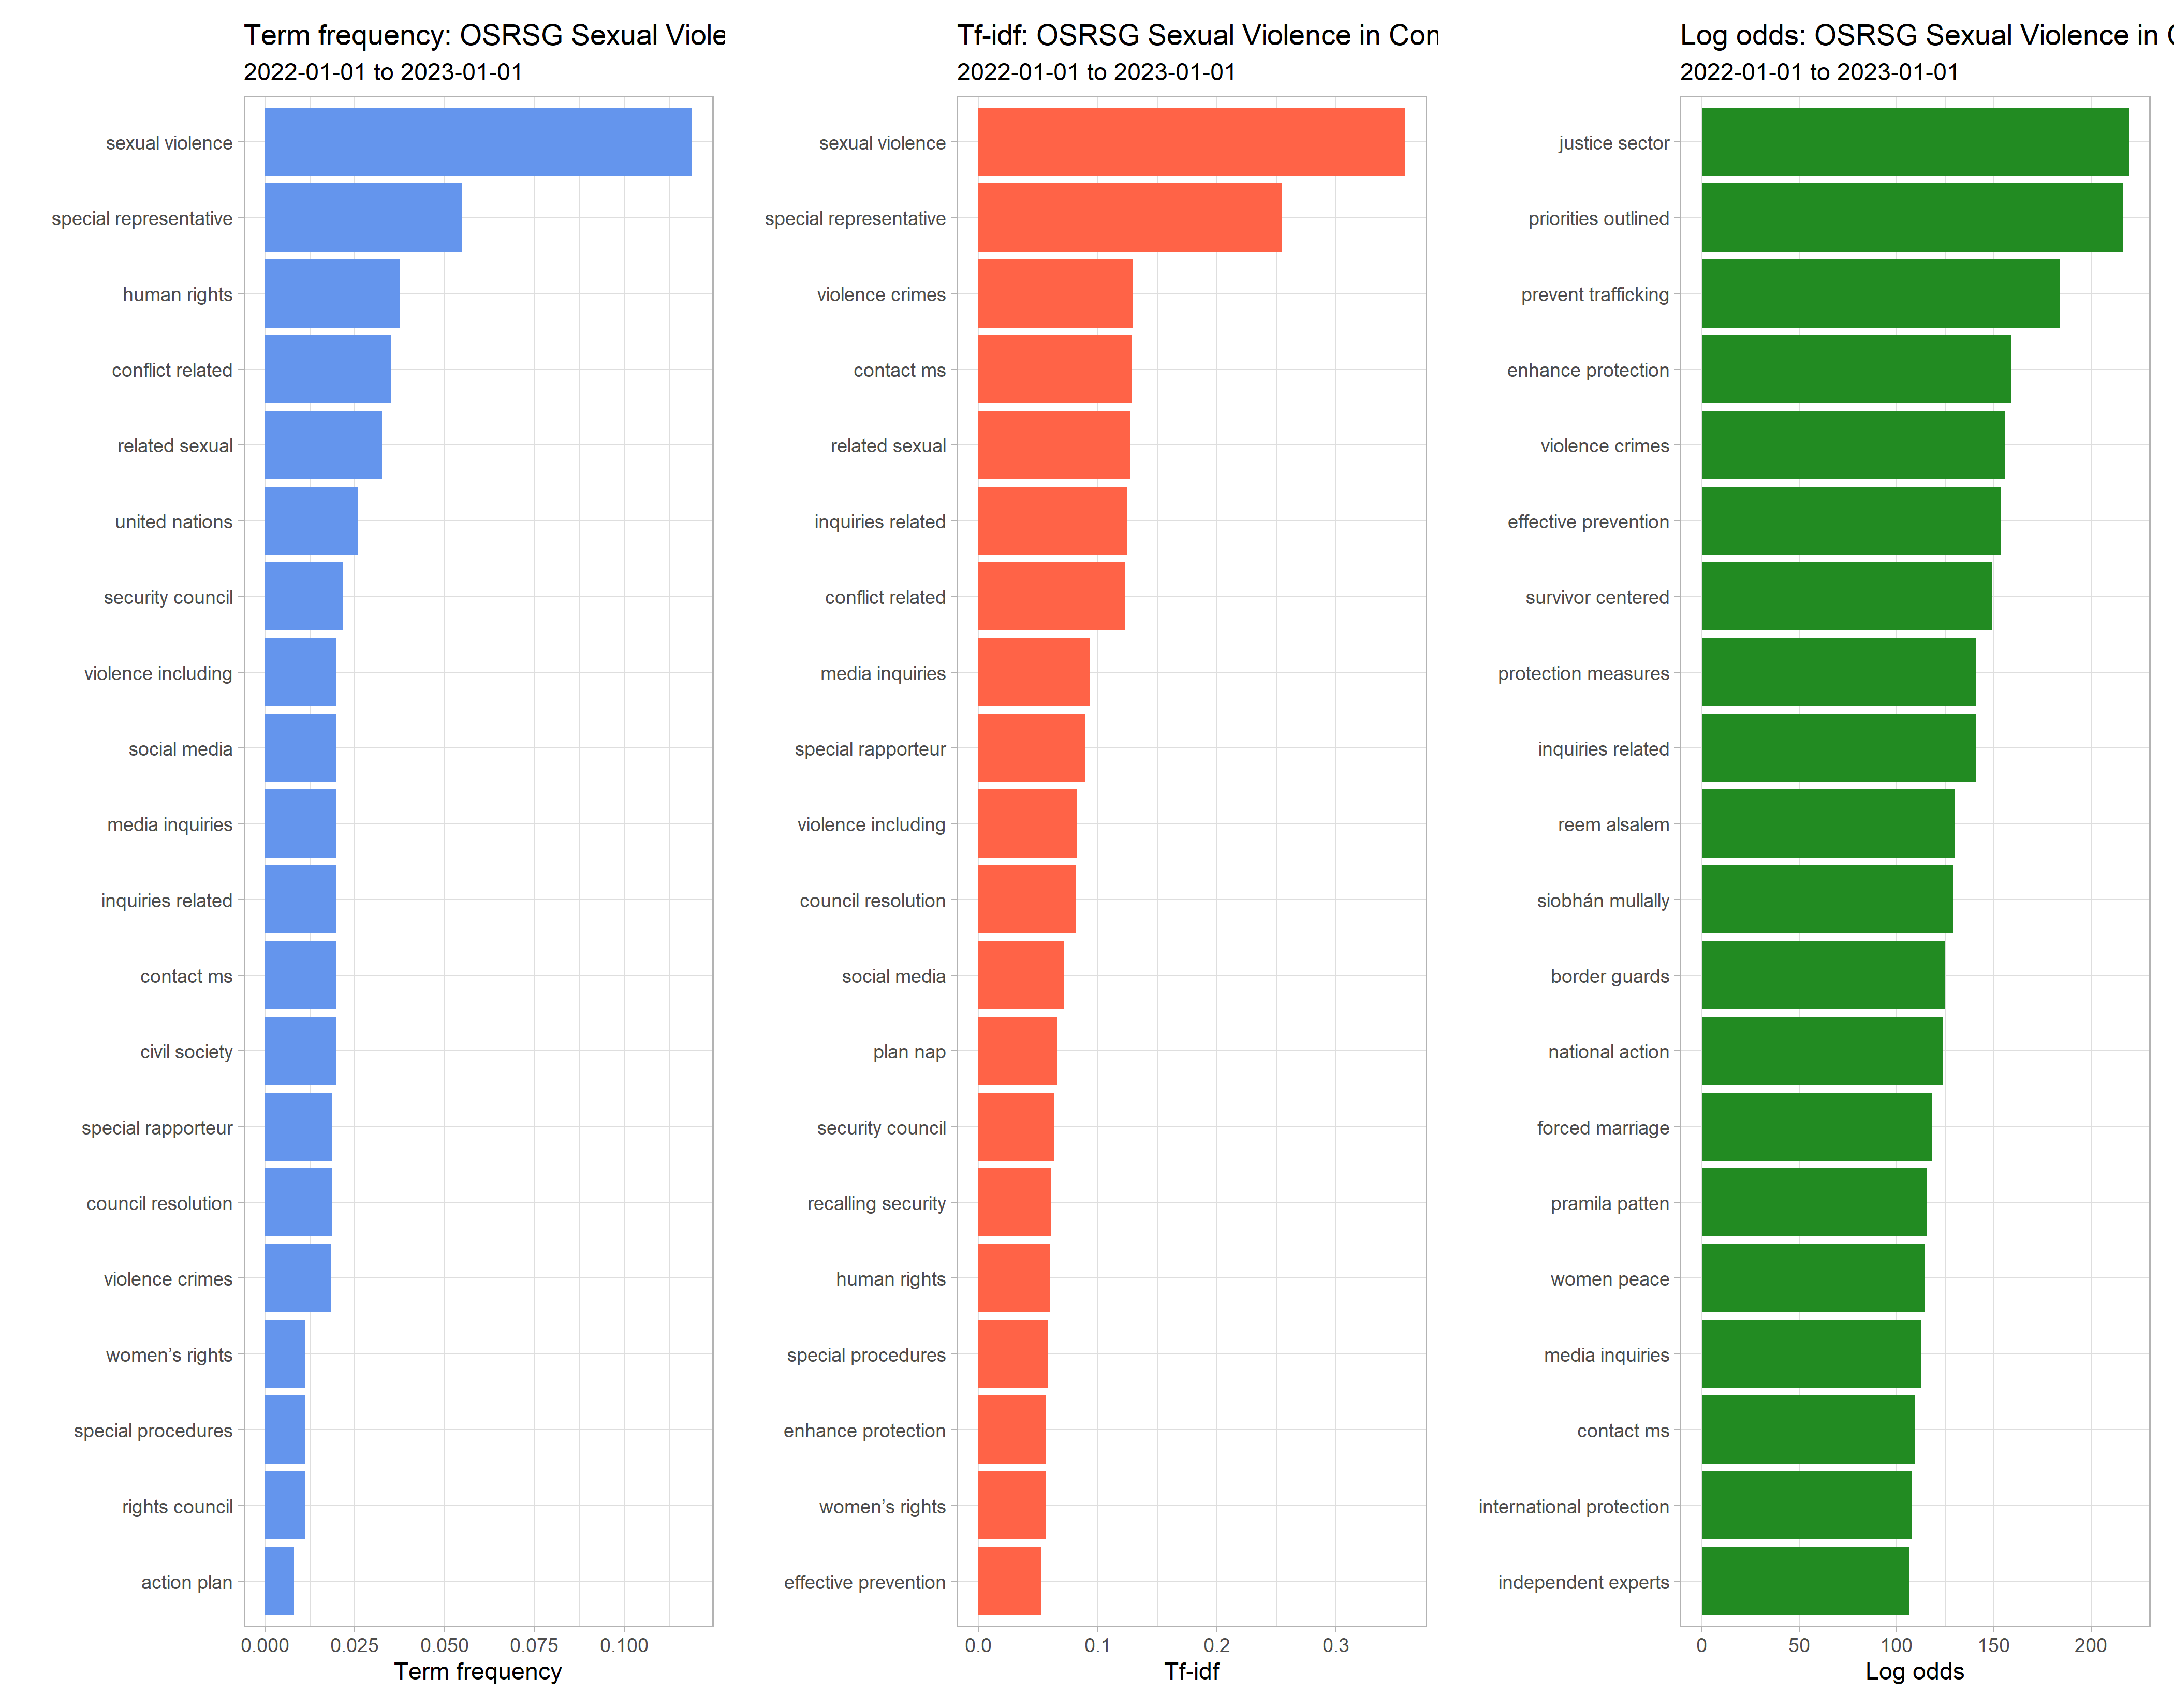 Term frequency: OSRSG Sexual Viole
2022-01-01 to 2023-01-01
sexual violence
special representative
human rights
conflict related
related sexual
united nations
security council
violence including
social media
media inquiries
inquiries related
contact ms
civil society
special rapporteur
council resolution
violence crimes
women’s rights
special procedures
rights council
action plan
0.000 0.025 0.050 0.075 0.100
Term frequency
Tf-idf: OSRSG Sexual Violence in Con
2022-01-01 to 2023-01-01
sexual violence
special representative
violence crimes
contact ms
related sexual
inquiries related
conflict related
media inquiries
special rapporteur
violence including
council resolution
social media
plan nap
security council
recalling security
human rights
special procedures
enhance protection
women’s rights
effective prevention
0.0 0.1 0.2 0.3
Tf-idf
Log odds: OSRSG Sexual Violence in C
2022-01-01 to 2023-01-01
justice sector
priorities outlined
prevent trafficking
enhance protection
violence crimes
effective prevention
survivor centered
protection measures
inquiries related
reem alsalem
siobhán mullally
border guards
national action
forced marriage
pramila patten
women peace
media inquiries
contact ms
international protection
independent experts
0 50 100 150 200
Log odds